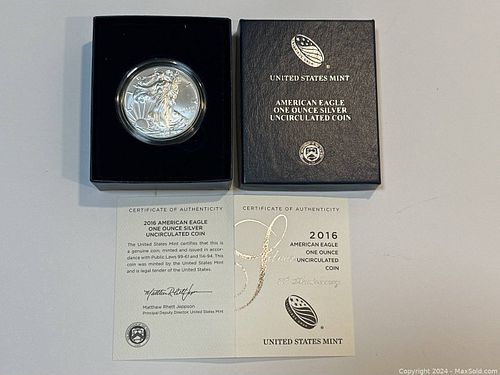 UNITED STATES MINT
AMERICAN EAGLE
ONE OUNCE SILVER
UNCIRCULATED COIN
CERTIFICATE OF AUTHENTICITY
2016 AMERICAN EAGLE
ONE OUNCE SILVER
UNCIRCULATED COIN
The United States Mint certifies that this is
a genuine coin, minted and issued in accor-
dance with Public Laws 99-61 and 114-94. This
coin was minted by the United States Mint
and is legal tender of the United States.
Matthew Rhett Jeppson
Principal Deputy Director, United States Mint
CERTIFICATE OF AUTHENTICITY
2016
AMERICAN EAGLE
ONE OUNCE
UNCIRCULATED
COIN
Silver
UNITED STATES MINT
Copyright 2024 - MaxSold.com